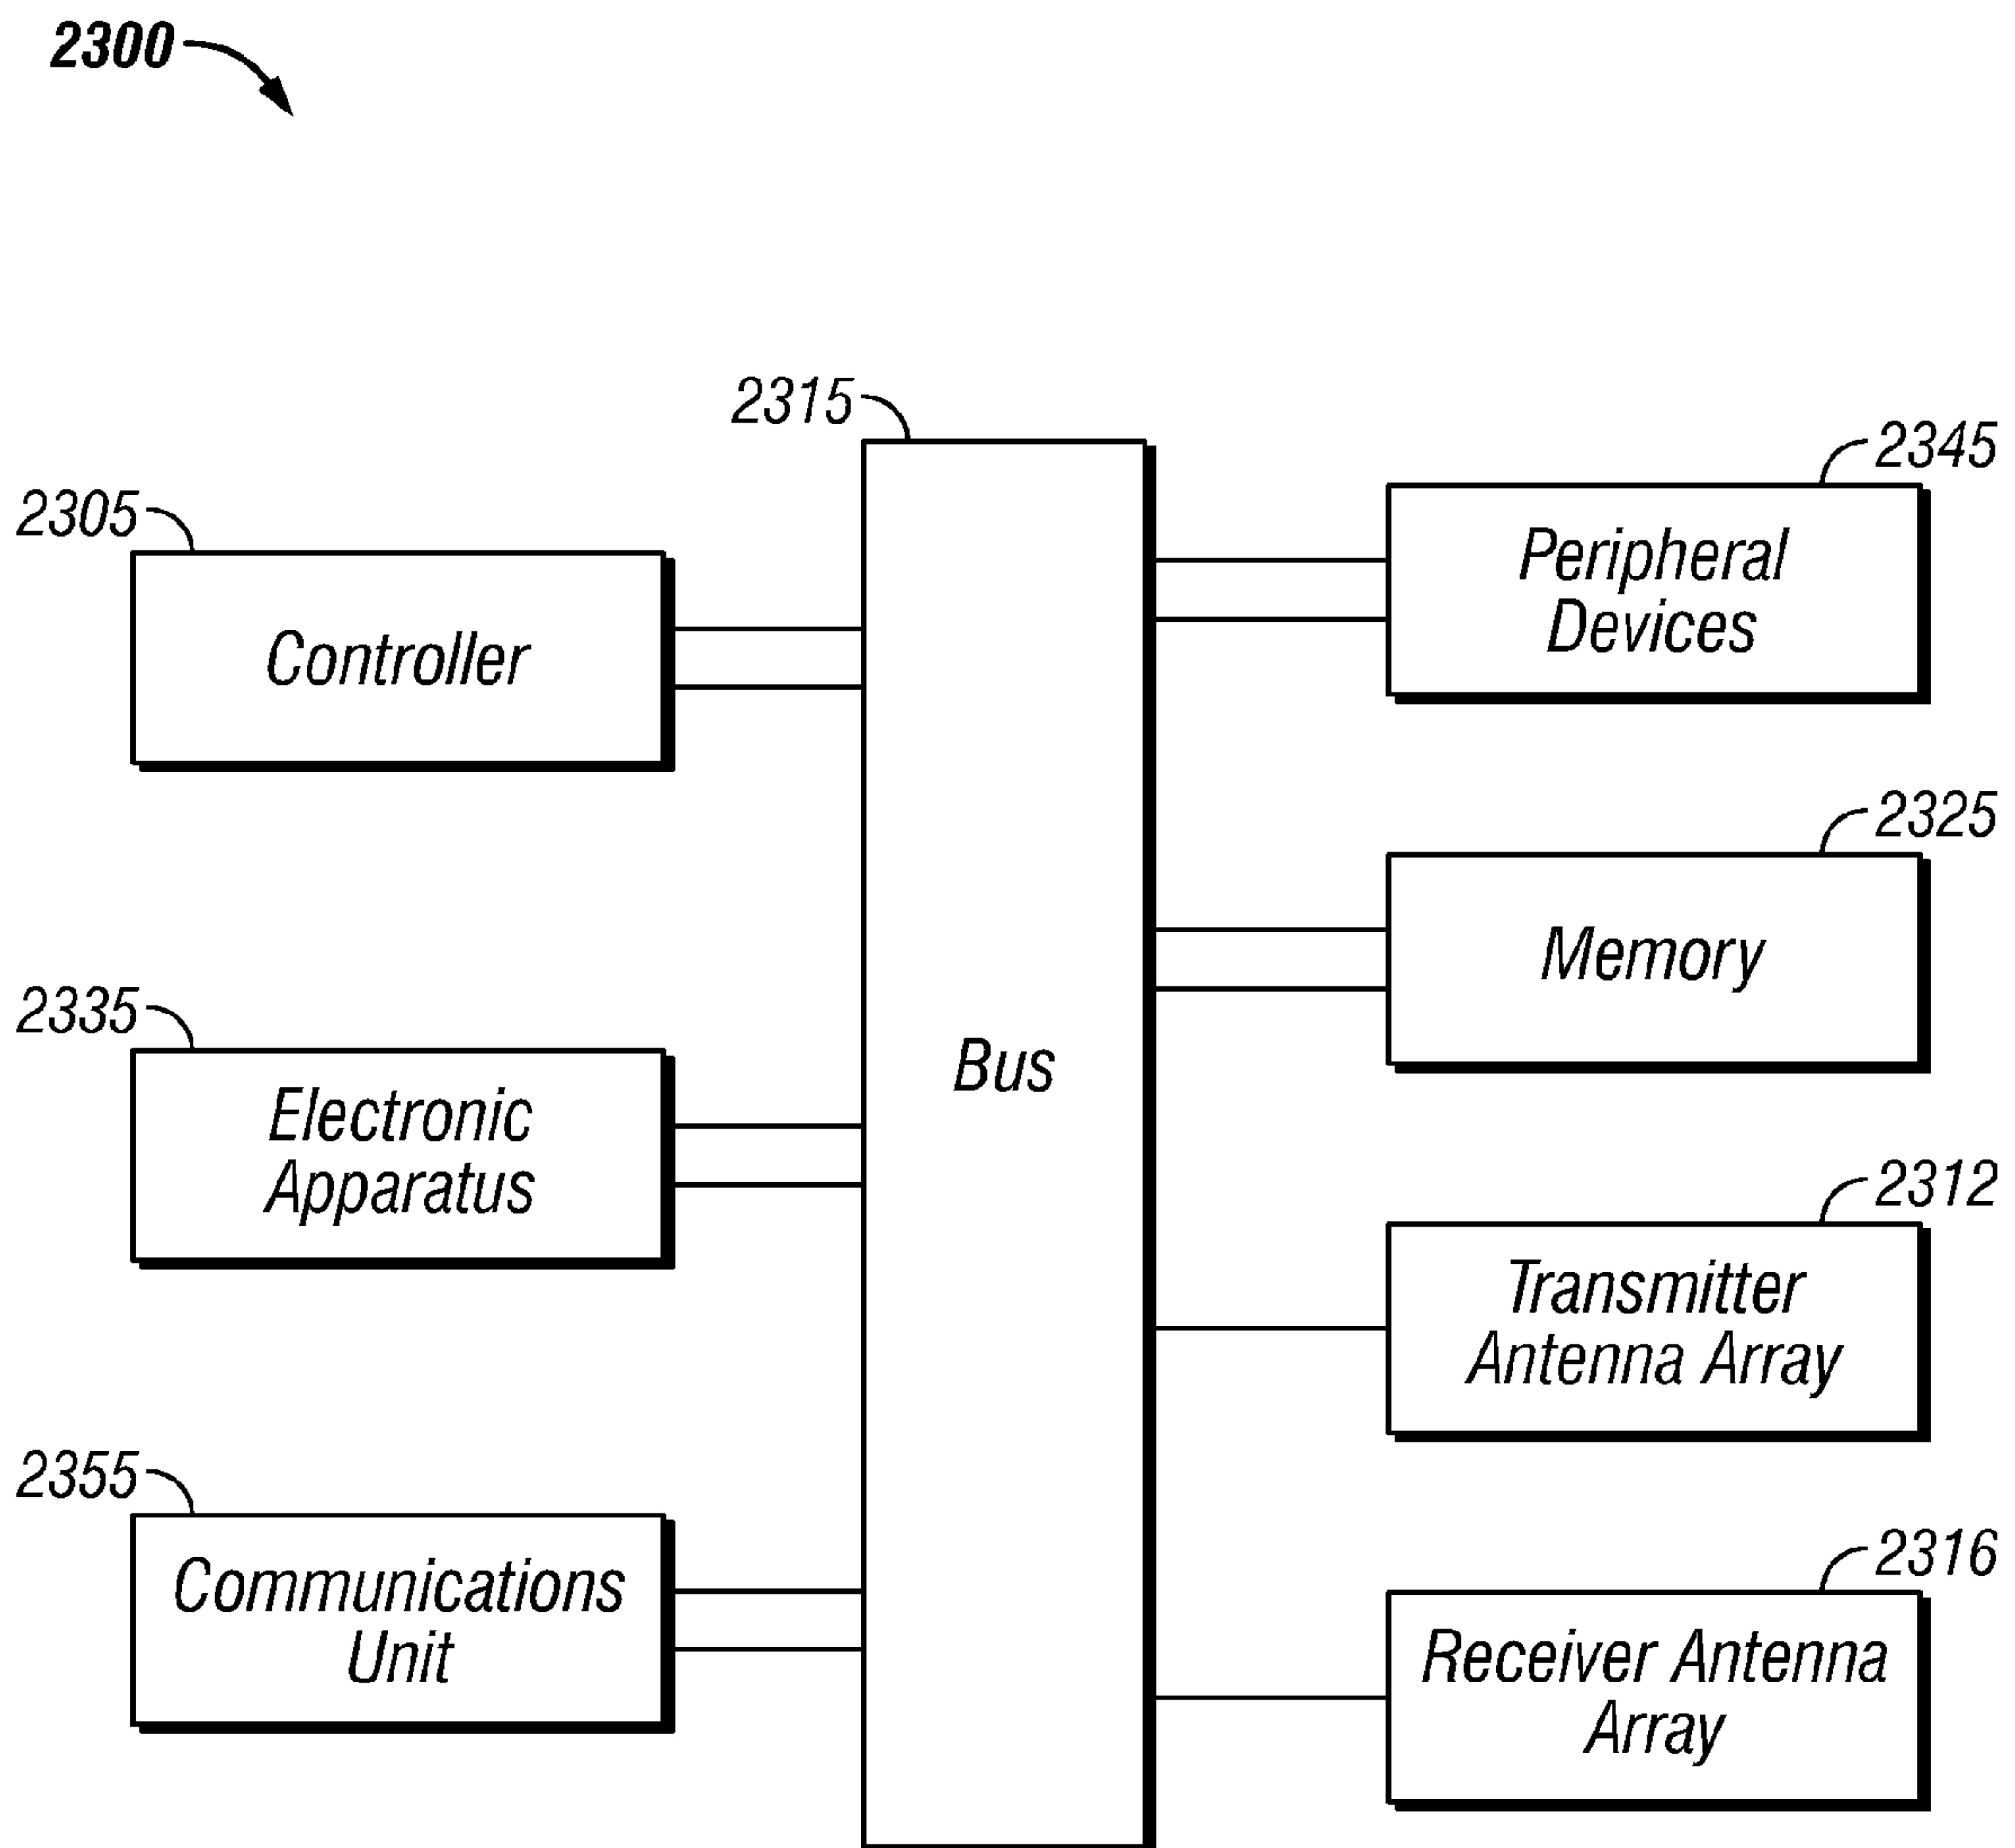 2300
2315
2345
2305
Peripheral
Devices
Controller
2325
Memory
2335
Bus
Electronic
Apparatus
2312
Transmitter
Antenna Array
2355
Communications
Unit
2316
Receiver Antenna
Array